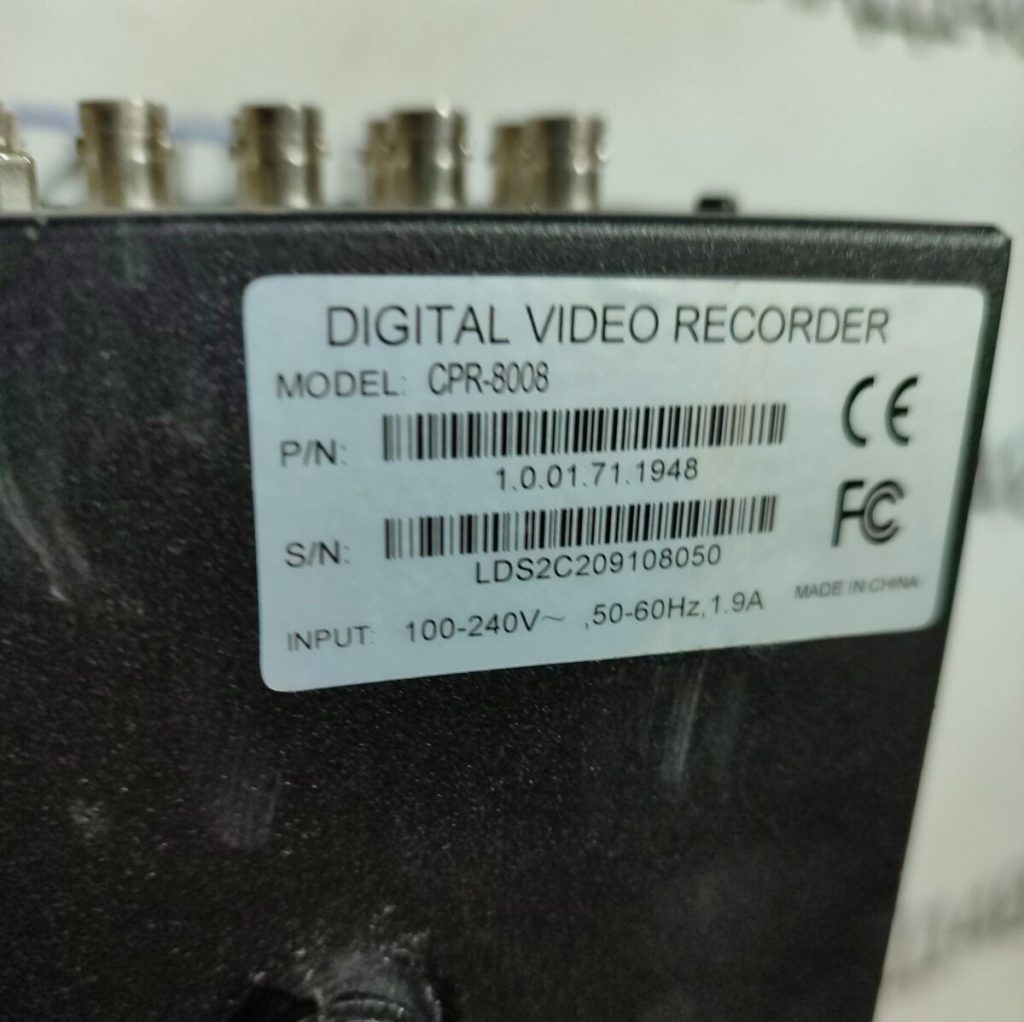 DIGITAL VIDEO RECORDER
MODEL: CPR-8008
CE
P/N:
1.0.01.71.1948
FC
S/N:
LDS2C209108050
INPUT: 100-240V~ ,50-60Hz,1.9A
MADE IN CHINA